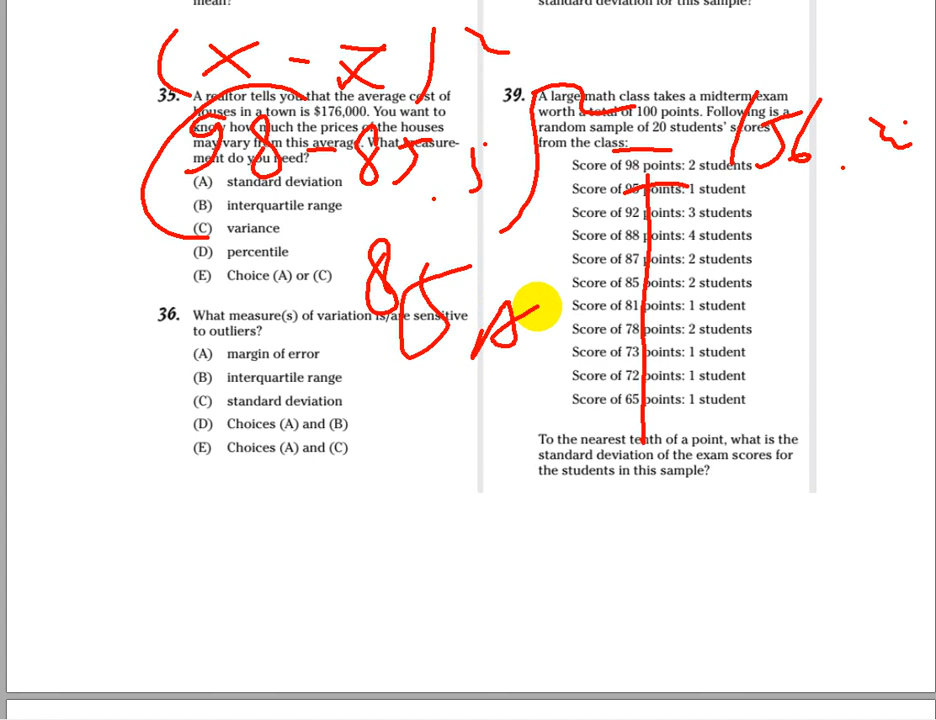 mean?
standard deviation for this sample?
(x - x̄)²
35. A realtor tells you that the average cost of
houses in a town is $176,000. You want to
know how much the prices of the houses
may vary from this average. What measure-
ment do you need?
(A) standard deviation
(B) interquartile range
(C) variance
(D) percentile
(E) Choice (A) or (C)
36. What measure(s) of variation is/are sensitive
to outliers?
(A) margin of error
(B) interquartile range
(C) standard deviation
(D) Choices (A) and (B)
(E) Choices (A) and (C)
39. A large math class takes a midterm exam
worth a total of 100 points. Following is a
random sample of 20 students' scores
from the class:
Score of 98 points: 2 students
Score of 95 points: 1 student
Score of 92 points: 3 students
Score of 88 points: 4 students
Score of 87 points: 2 students
Score of 85 points: 2 students
Score of 81 points: 1 student
Score of 78 points: 2 students
Score of 73 points: 1 student
Score of 72 points: 1 student
Score of 65 points: 1 student
To the nearest tenth of a point, what is the
standard deviation of the exam scores for
the students in this sample?
98 - 85
= 156.
85